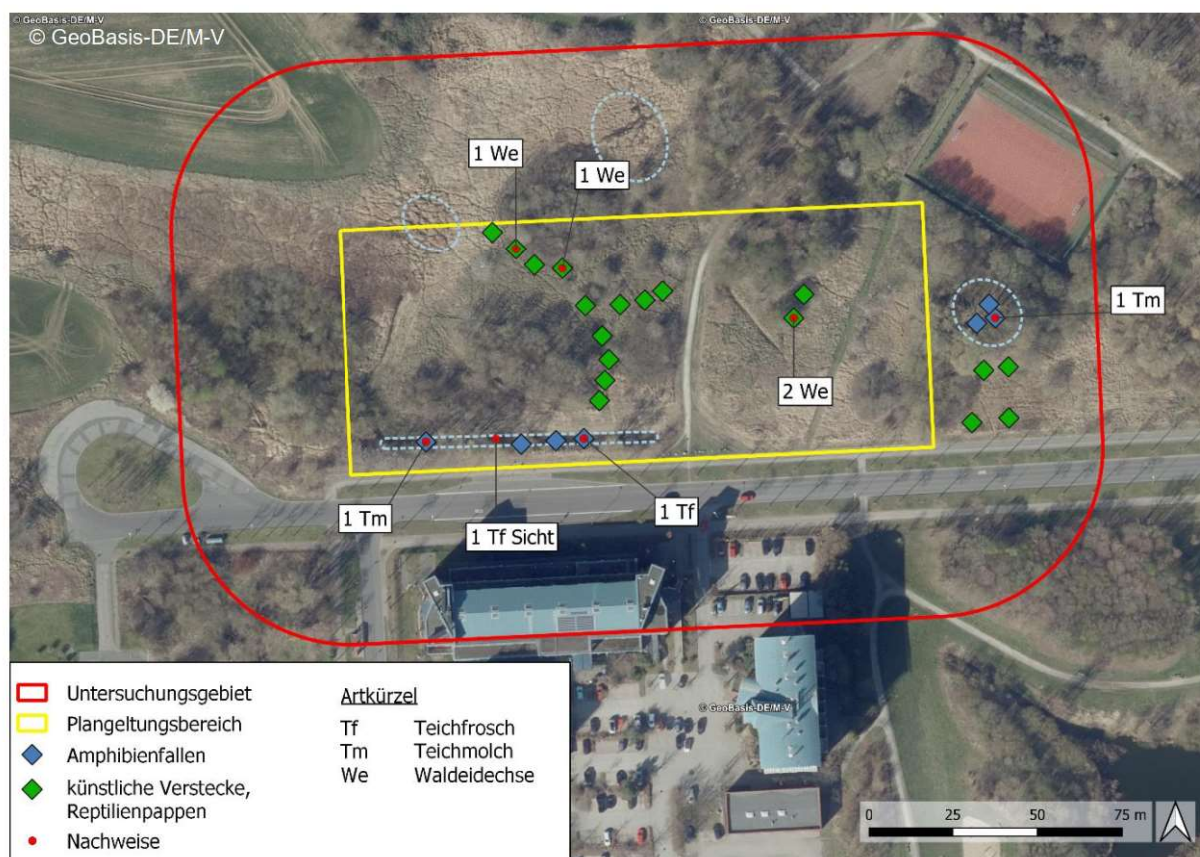 © GeoBasis-DE/M-V
© GeoBasis-DE/M-V
© GeoBasis-DE/M-V
1 We
1 We
1 Tm
2 We
1 Tm
1 Tf Sicht
1 Tf
© GeoBasis-DE/M-V
Untersuchungsgebiet
Plangeltungsbereich
Amphibienfallen
künstliche Verstecke,
Reptilienpappen
Nachweise
Artkürzel
Tf Teichfrosch
Tm Teichmolch
We Waldeidechse
0 25 50 75 m